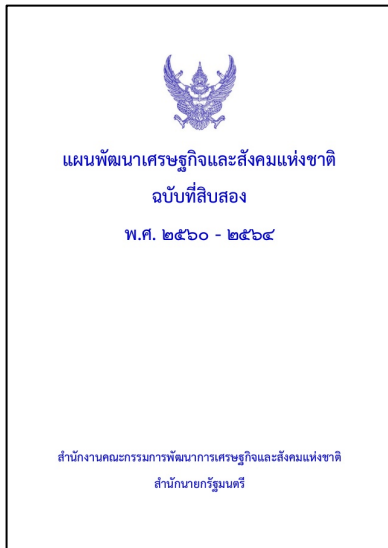 แผนพัฒนาเศรษฐกิจและสังคมแห่งชาติ
ฉบับที่สิบสอง
พ.ศ. ๒๕๖๐ - ๒๕๖๔
สำนักงานคณะกรรมการพัฒนาการเศรษฐกิจและสังคมแห่งชาติ
สำนักนายกรัฐมนตรี